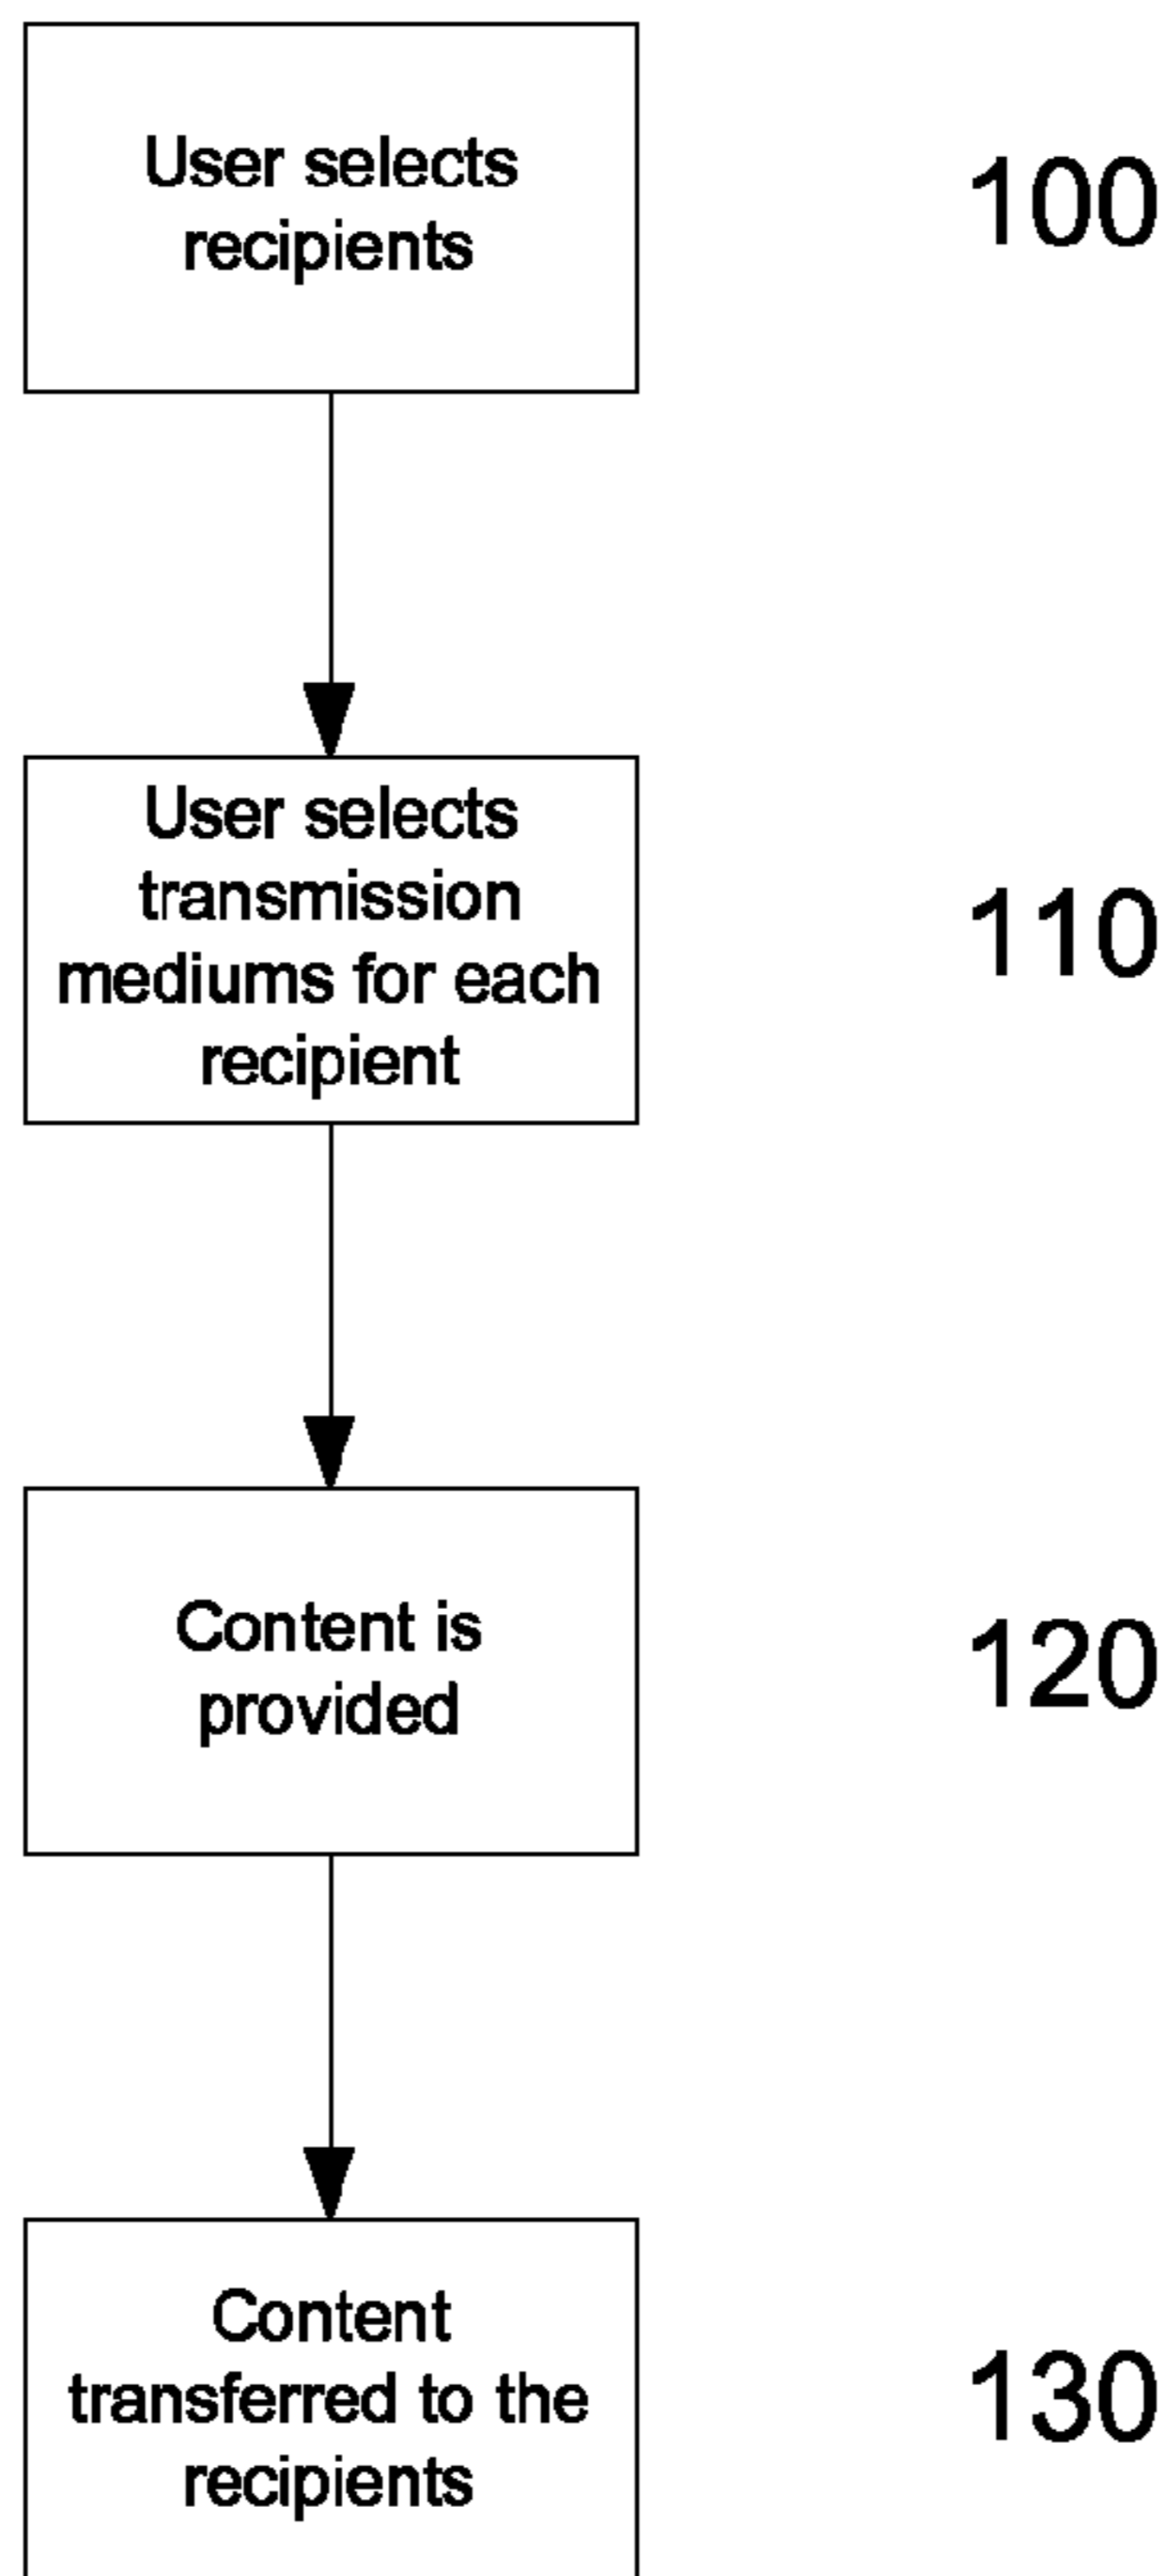 User selects
recipients
100
User selects
transmission
mediums for each
recipient
110
Content is
provided
120
Content
transferred to the
recipients
130